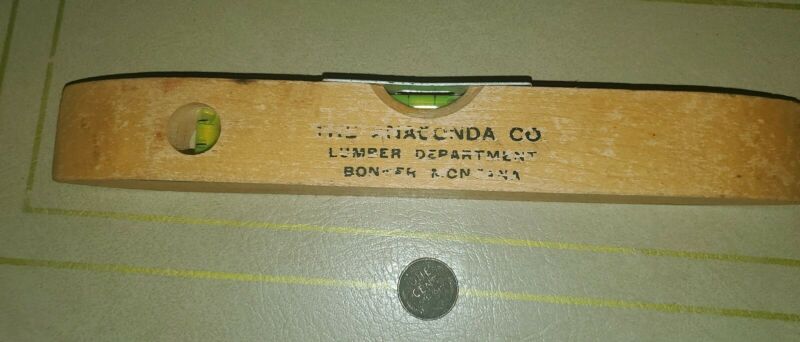 THE ANACONDA CO
LUMBER DEPARTMENT
BONNER MONTANA
ONE
CENT